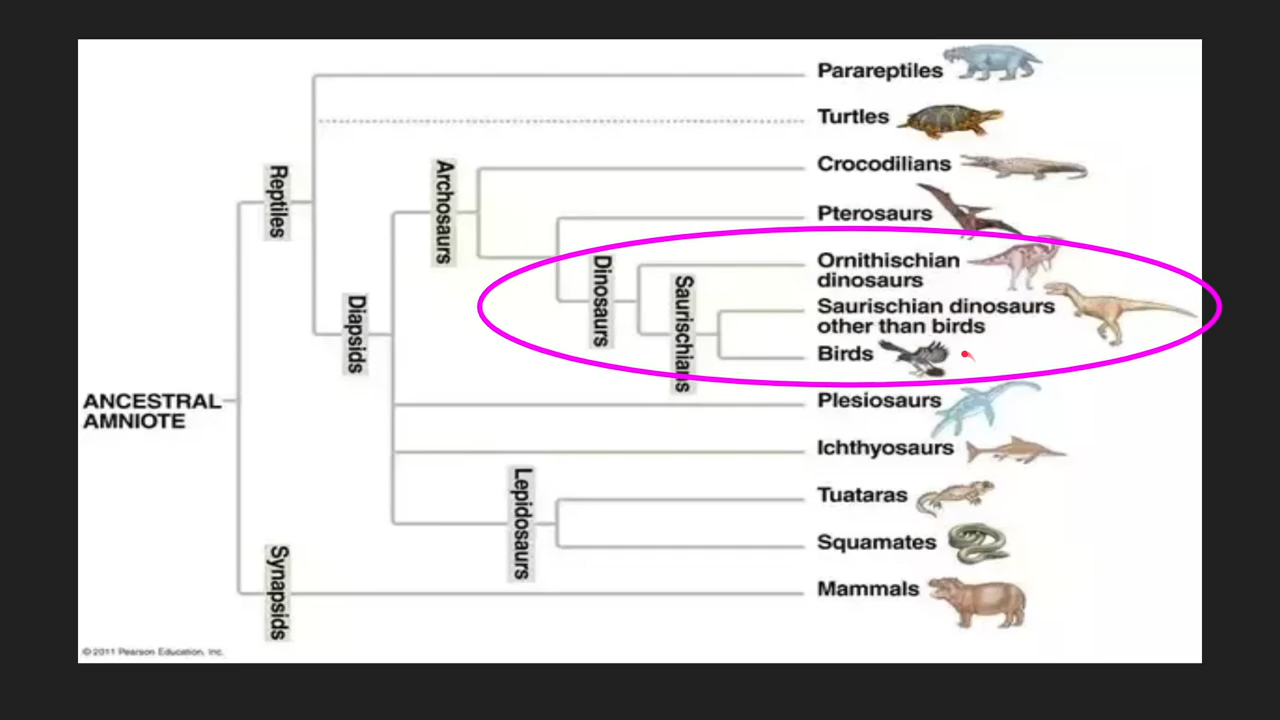 Parareptiles
Turtles
Crocodilians
Pterosaurs
Ornithischian
dinosaurs
Saurischian dinosaurs
other than birds
Birds
Plesiosaurs
Ichthyosaurs
Tuataras
Squamates
Mammals
Reptiles
Archosaurs
Dinosaurs
Saurischians
Diapsids
Lepidosaurs
Synapsids
ANCESTRAL
AMNIOTE
© 2011 Pearson Education, Inc.